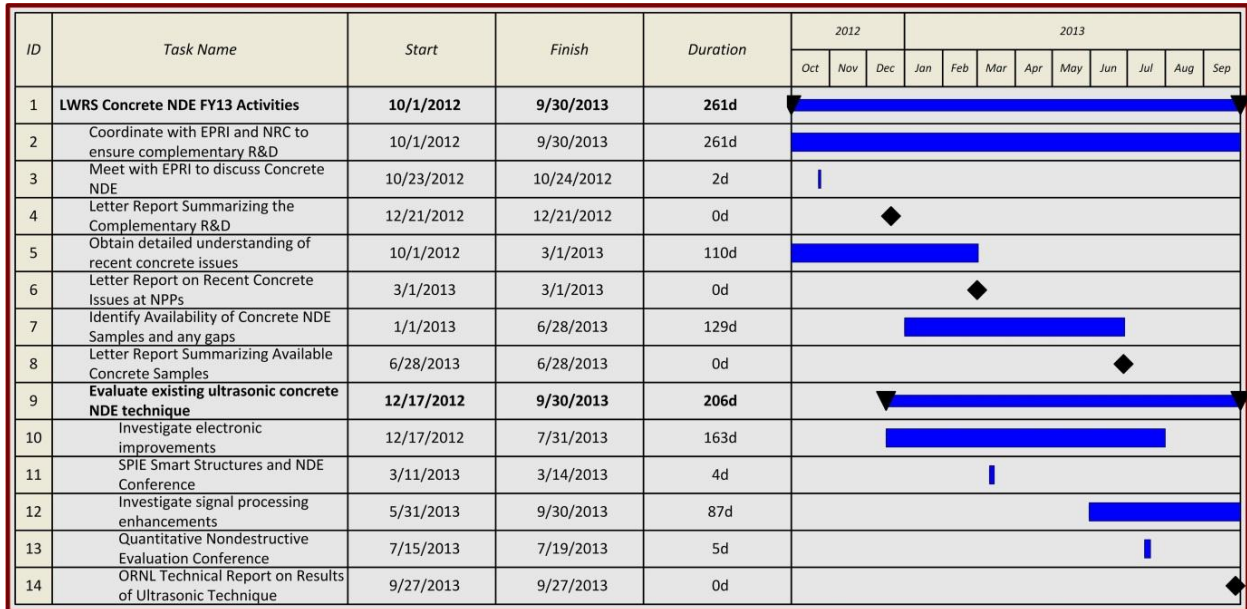 ID Task Name Start Finish Duration 2012 2013
Oct Nov Dec Jan Feb Mar Apr May Jun Jul Aug Sep
1 LWRS Concrete NDE FY13 Activities 10/1/2012 9/30/2013 261d
2 Coordinate with EPRI and NRC to
ensure complementary R&D 10/1/2012 9/30/2013 261d
3 Meet with EPRI to discuss Concrete
NDE 10/23/2012 10/24/2012 2d
4 Letter Report Summarizing the
Complementary R&D 12/21/2012 12/21/2012 0d
5 Obtain detailed understanding of
recent concrete issues 10/1/2012 3/1/2013 110d
6 Letter Report on Recent Concrete
Issues at NPPs 3/1/2013 3/1/2013 0d
7 Identify Availability of Concrete NDE
Samples and any gaps 1/1/2013 6/28/2013 129d
8 Letter Report Summarizing Available
Concrete Samples 6/28/2013 6/28/2013 0d
9 Evaluate existing ultrasonic concrete
NDE technique 12/17/2012 9/30/2013 206d
10 Investigate electronic
improvements 12/17/2012 7/31/2013 163d
11 SPIE Smart Structures and NDE
Conference 3/11/2013 3/14/2013 4d
12 Investigate signal processing
enhancements 5/31/2013 9/30/2013 87d
13 Quantitative Nondestructive
Evaluation Conference 7/15/2013 7/19/2013 5d
14 ORNL Technical Report on Results
of Ultrasonic Technique 9/27/2013 9/27/2013 0d